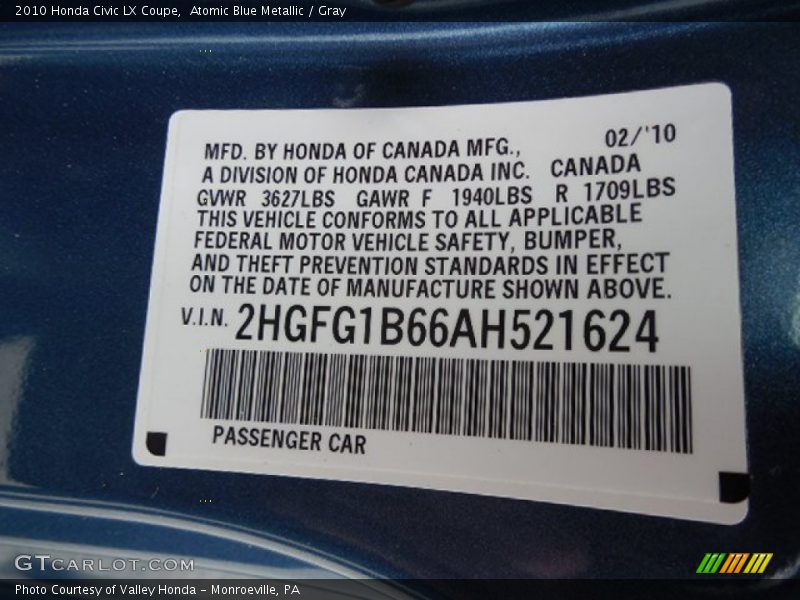 2010 Honda Civic LX Coupe,  Atomic Blue Metallic / Gray
MFD. BY HONDA OF CANADA MFG., 02/'10
A DIVISION OF HONDA CANADA INC. CANADA
GVWR 3627LBS GAWR F 1940LBS R 1709LBS
THIS VEHICLE CONFORMS TO ALL APPLICABLE
FEDERAL MOTOR VEHICLE SAFETY, BUMPER,
AND THEFT PREVENTION STANDARDS IN EFFECT
ON THE DATE OF MANUFACTURE SHOWN ABOVE.
V.I.N. 2HGFG1B66AH521624
PASSENGER CAR
GTCARLOT.COM
Photo Courtesy of Valley Honda - Monroeville, PA